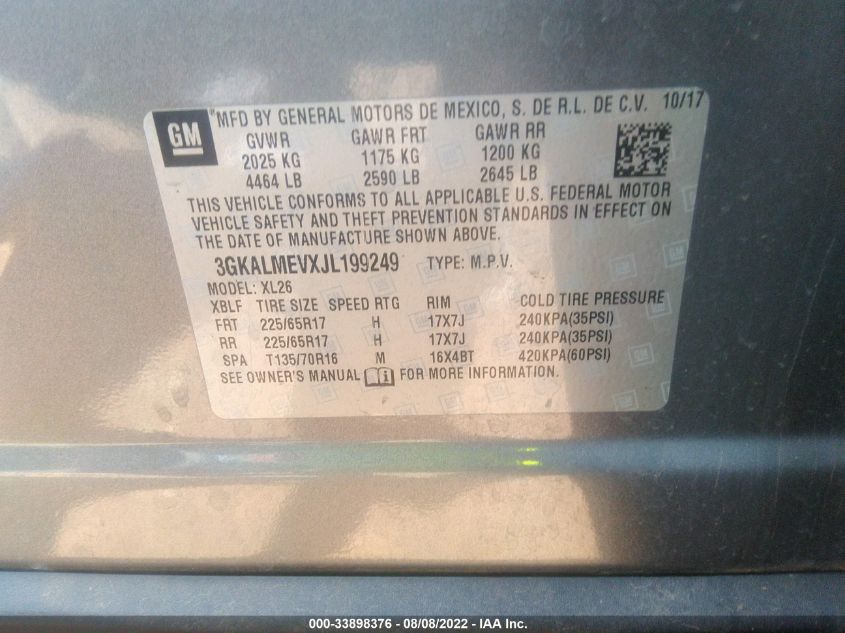 GM
MFD BY GENERAL MOTORS DE MEXICO, S. DE R.L. DE C.V. 10/17
GVWR GAWR FRT GAWR RR
2025 KG 1175 KG 1200 KG
4464 LB 2590 LB 2645 LB
THIS VEHICLE CONFORMS TO ALL APPLICABLE U.S. FEDERAL MOTOR
VEHICLE SAFETY AND THEFT PREVENTION STANDARDS IN EFFECT ON
THE DATE OF MANUFACTURE SHOWN ABOVE.
3GKALMEVXJL199249 TYPE: M.P.V.
MODEL: XL26
XBLF TIRE SIZE SPEED RTG RIM COLD TIRE PRESSURE
FRT 225/65R17 H 17X7J 240KPA(35PSI)
RR 225/65R17 H 17X7J 240KPA(35PSI)
SPA T135/70R16 M 16X4BT 420KPA(60PSI)
SEE OWNER'S MANUAL FOR MORE INFORMATION.
000-33898376 - 08/08/2022 - IAA Inc.